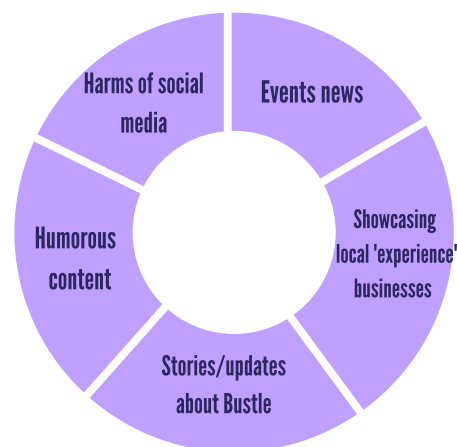 Events news
Showcasing
local 'experience'
businesses
Stories/updates
about Bustle
Humorous
content
Harms of social
media